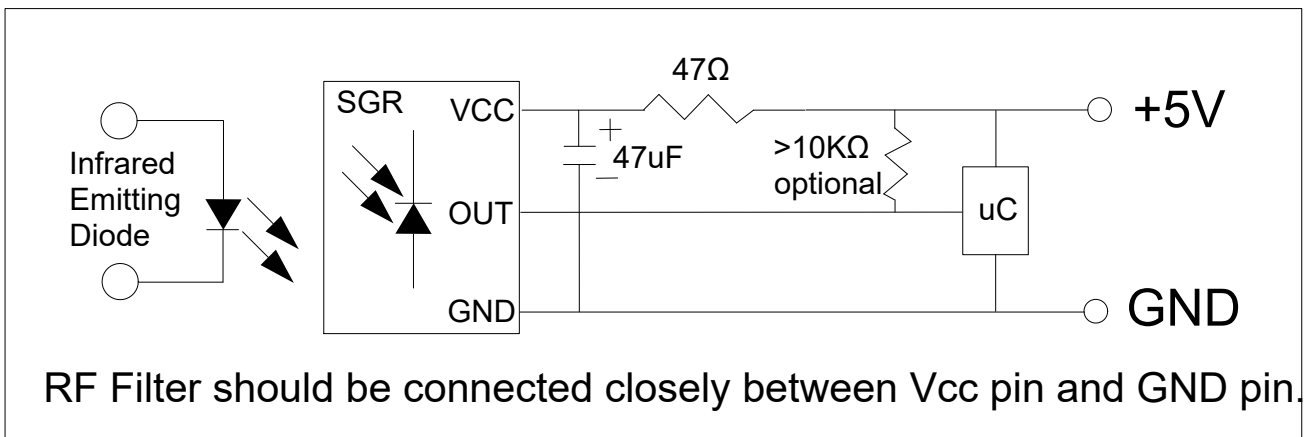 47Ω
SGR
VCC
+5V
+
47uF
>10KΩ
optional
Infrared
Emitting
Diode
OUT
uC
GND
GND
RF Filter should be connected closely between Vcc pin and GND pin.